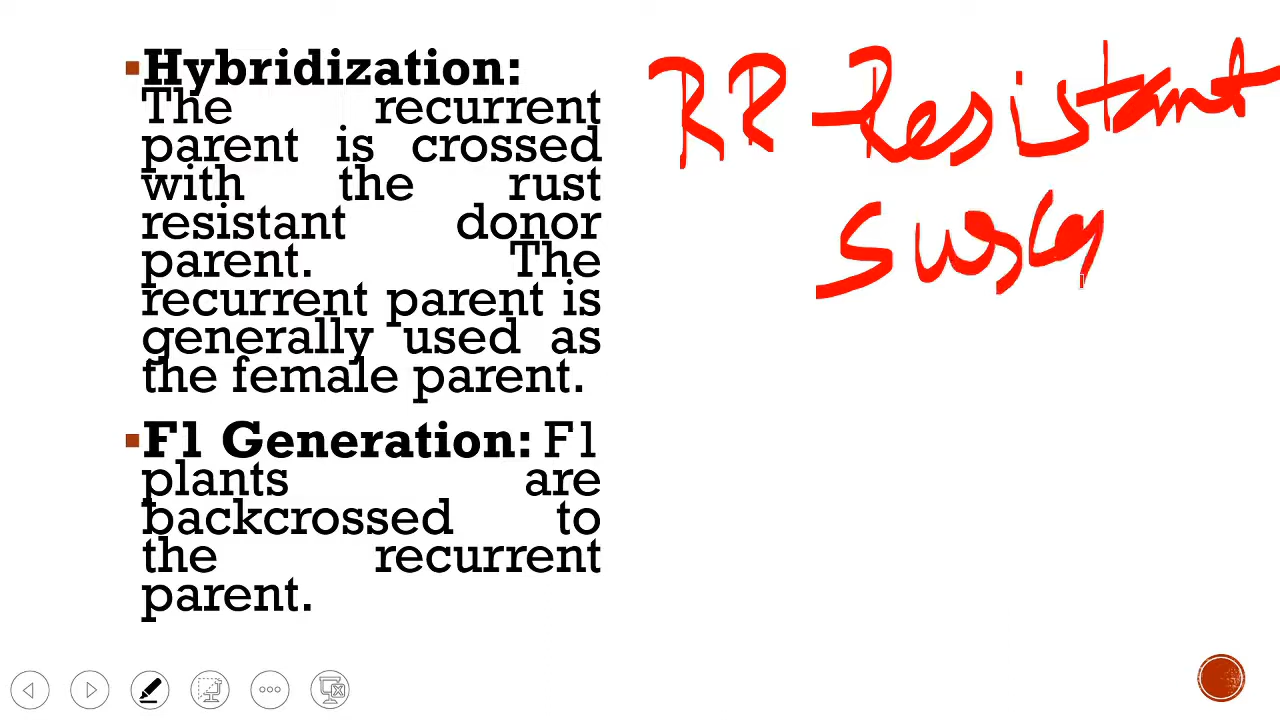 Hybridization:
The recurrent
parent is crossed
with the rust
resistant donor
parent. The
recurrent parent is
generally used as
the female parent.
F1 Generation: F1
plants are
backcrossed to
the recurrent
parent.
RR - Resistant